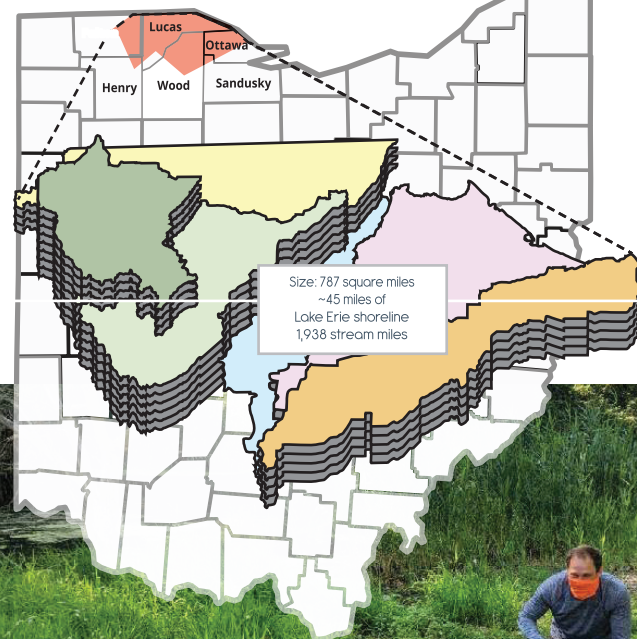 Lucas
Ottawa
Henry
Wood
Sandusky
Size: 787 square miles
~45 miles of
Lake Erie shoreline
1,938 stream miles